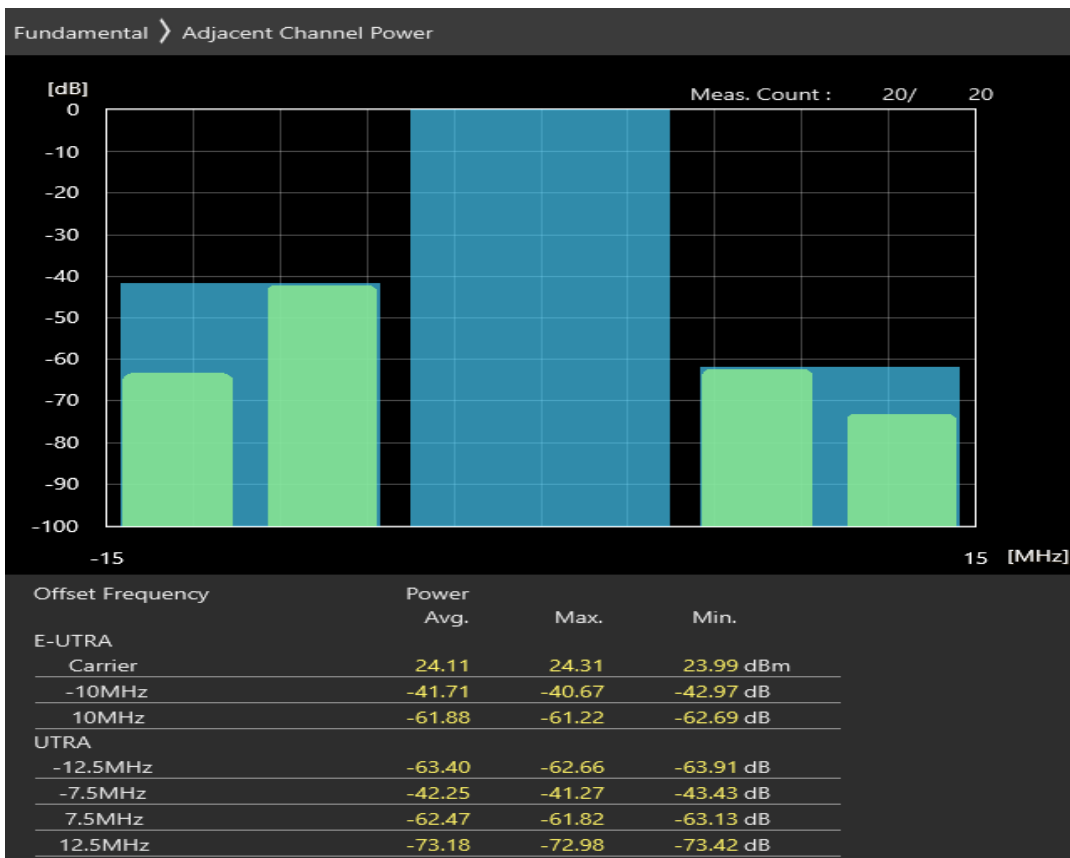 Fundamental 〉 Adjacent Channel Power
[dB]
Meas. Count : 20/ 20
0
-10
-20
-30
-40
-50
-60
-70
-80
-90
-100
-15 15 [MHz]
Offset Frequency Power
Avg. Max. Min.
E-UTRA
Carrier 24.11 24.31 23.99 dBm
-10MHz -41.71 -40.67 -42.97 dB
10MHz -61.88 -61.22 -62.69 dB
UTRA
-12.5MHz -63.40 -62.66 -63.91 dB
-7.5MHz -42.25 -41.27 -43.43 dB
7.5MHz -62.47 -61.82 -63.13 dB
12.5MHz -73.18 -72.98 -73.42 dB